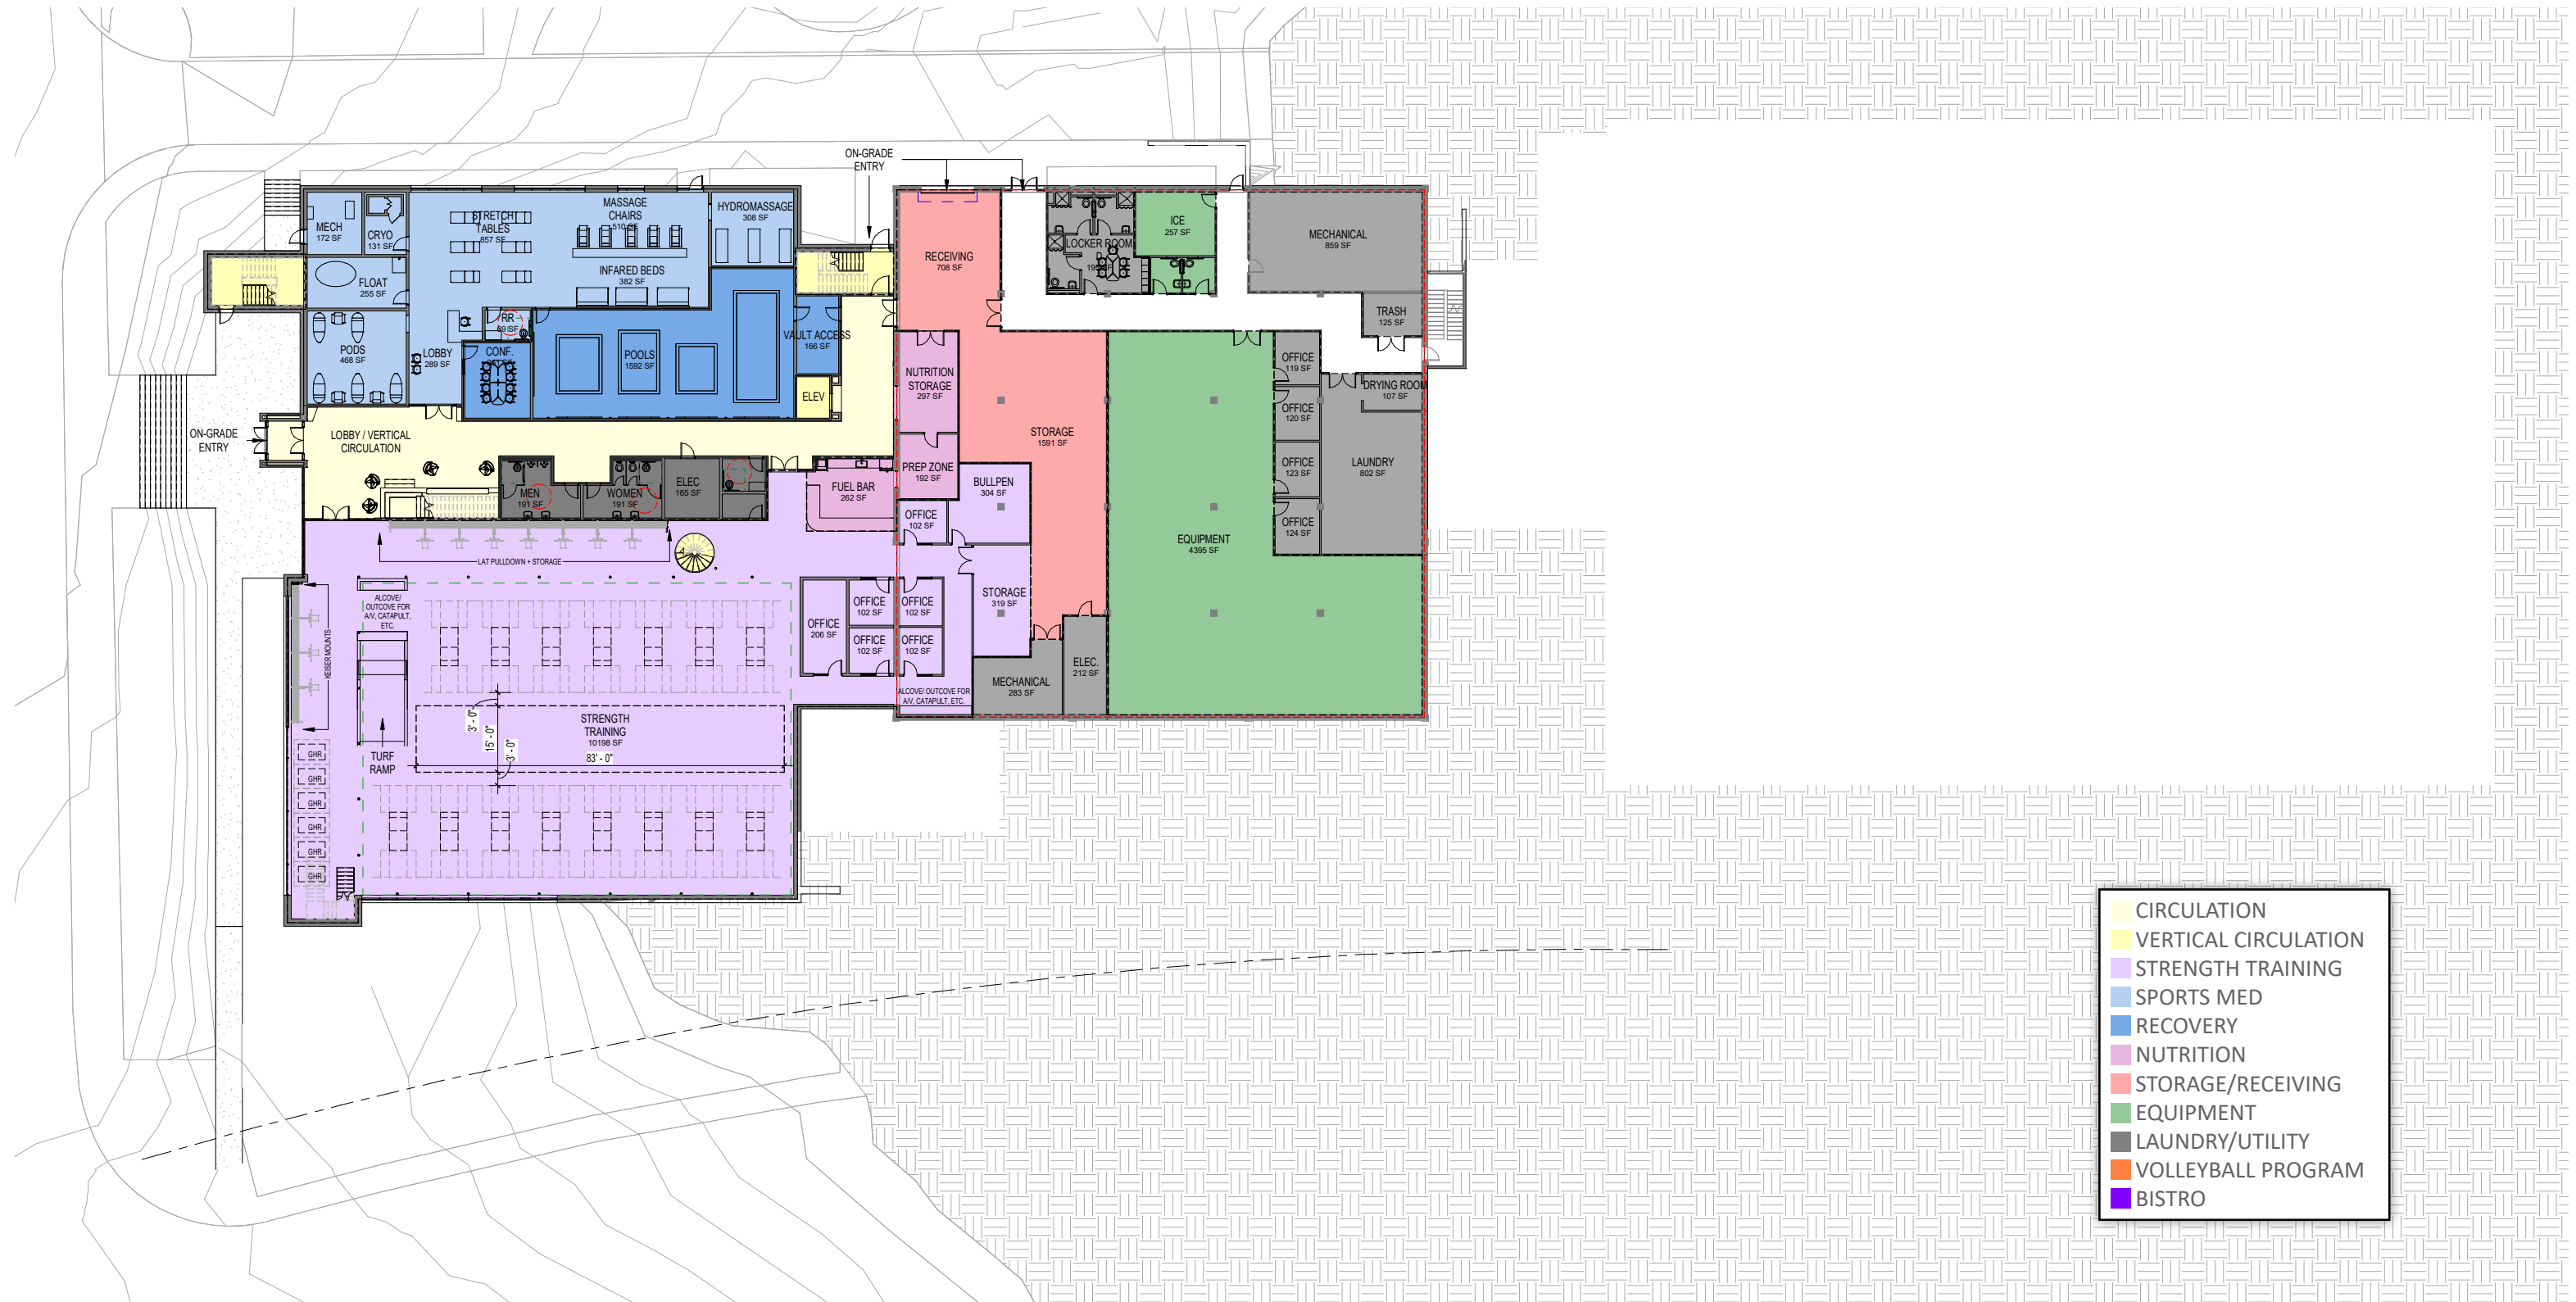 ON-GRADE
ENTRY
MECH
172 SF
CRYO
131 SF
STRETCH
TABLES
857 SF
MASSAGE
CHAIRS
510 SF
HYDROMASSAGE
308 SF
INFARED BEDS
382 SF
FLOAT
255 SF
PODS
468 SF
LOBBY
289 SF
RR
69 SF
CONF.
POOLS
1592 SF
VAULT ACCESS
166 SF
ELEV
RECEIVING
708 SF
LOCKER ROOM
ICE
257 SF
MECHANICAL
859 SF
TRASH
125 SF
ON-GRADE
ENTRY
LOBBY / VERTICAL
CIRCULATION
MEN
191 SF
WOMEN
191 SF
ELEC
165 SF
FUEL BAR
262 SF
NUTRITION
STORAGE
297 SF
PREP ZONE
192 SF
STORAGE
1591 SF
BULLPEN
304 SF
OFFICE
102 SF
OFFICE
119 SF
OFFICE
120 SF
OFFICE
123 SF
OFFICE
124 SF
DRYING ROOM
107 SF
LAUNDRY
802 SF
EQUIPMENT
4395 SF
LAT PULLDOWN + STORAGE
ALCOVE/
OUTCOVE FOR
A/V, CATAPULT,
ETC.
KEISER MOUNTS
OFFICE
206 SF
OFFICE
102 SF
OFFICE
102 SF
OFFICE
102 SF
OFFICE
102 SF
STORAGE
319 SF
MECHANICAL
283 SF
ELEC.
212 SF
ALCOVE/ OUTCOVE FOR
A/V, CATAPULT, ETC.
STRENGTH
TRAINING
10198 SF
3' - 0"
15' - 0"
3' - 0"
83' - 0"
TURF
RAMP
GHR
GHR
GHR
GHR
GHR
GHR
CIRCULATION
VERTICAL CIRCULATION
STRENGTH TRAINING
SPORTS MED
RECOVERY
NUTRITION
STORAGE/RECEIVING
EQUIPMENT
LAUNDRY/UTILITY
VOLLEYBALL PROGRAM
BISTRO